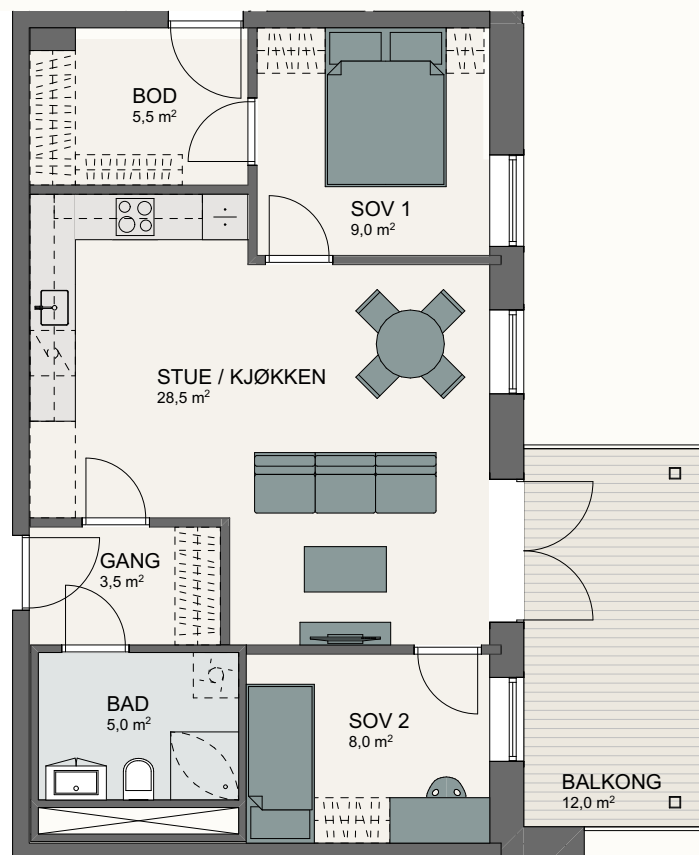 BOD
5,5 m²
SOV 1
9,0 m²
STUE / KJØKKEN
28,5 m²
GANG
3,5 m²
BAD
5,0 m²
SOV 2
8,0 m²
BALKONG
12,0 m²